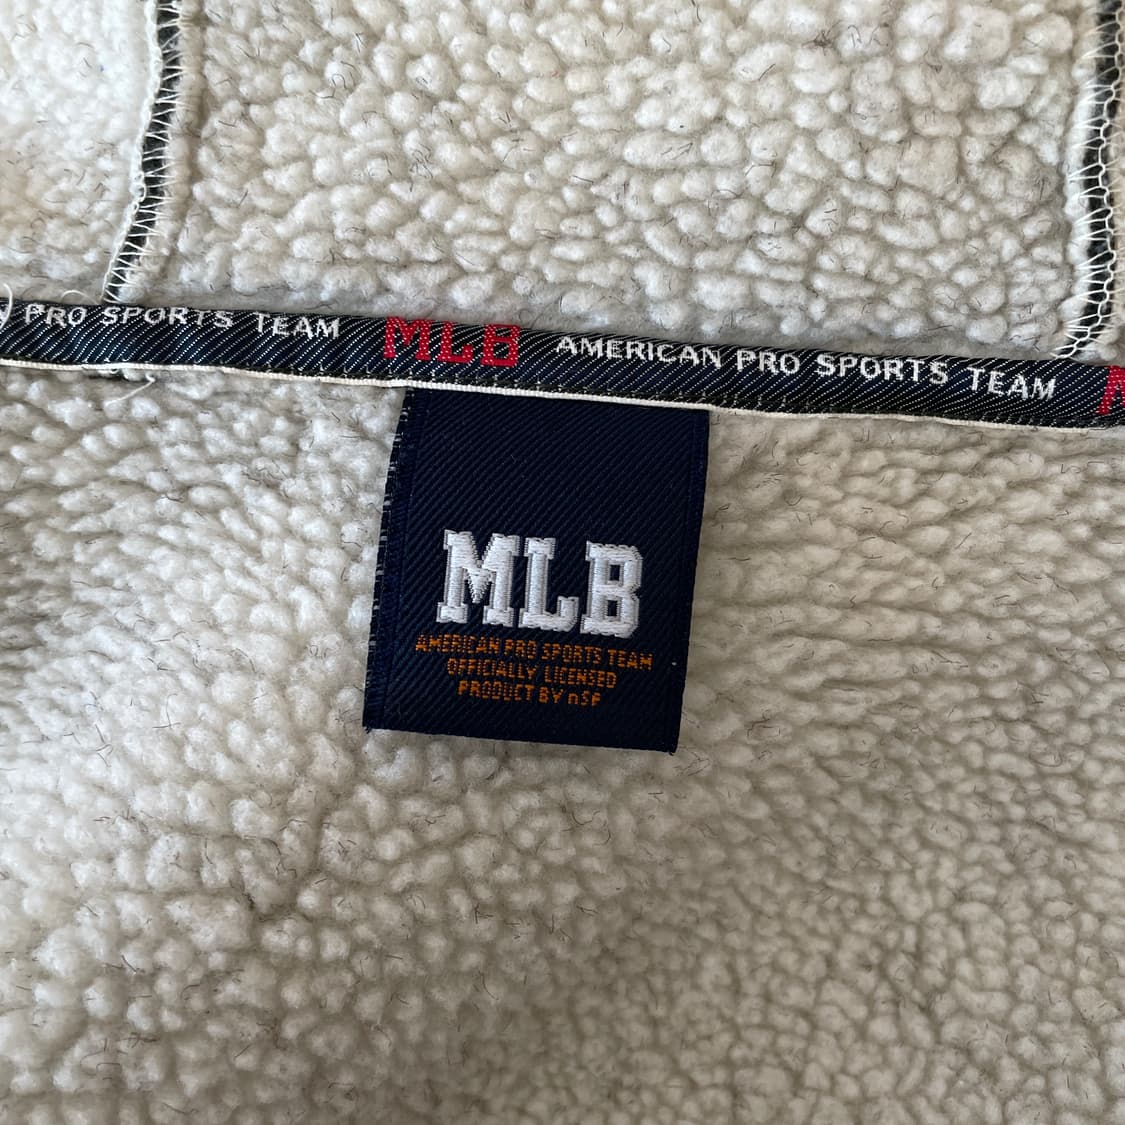 PRO SPORTS TEAM MLB AMERICAN PRO SPORTS TEAM
MLB
AMERICAN PRO SPORTS TEAM
OFFICIALLY LICENSED
PRODUCT BY nSF